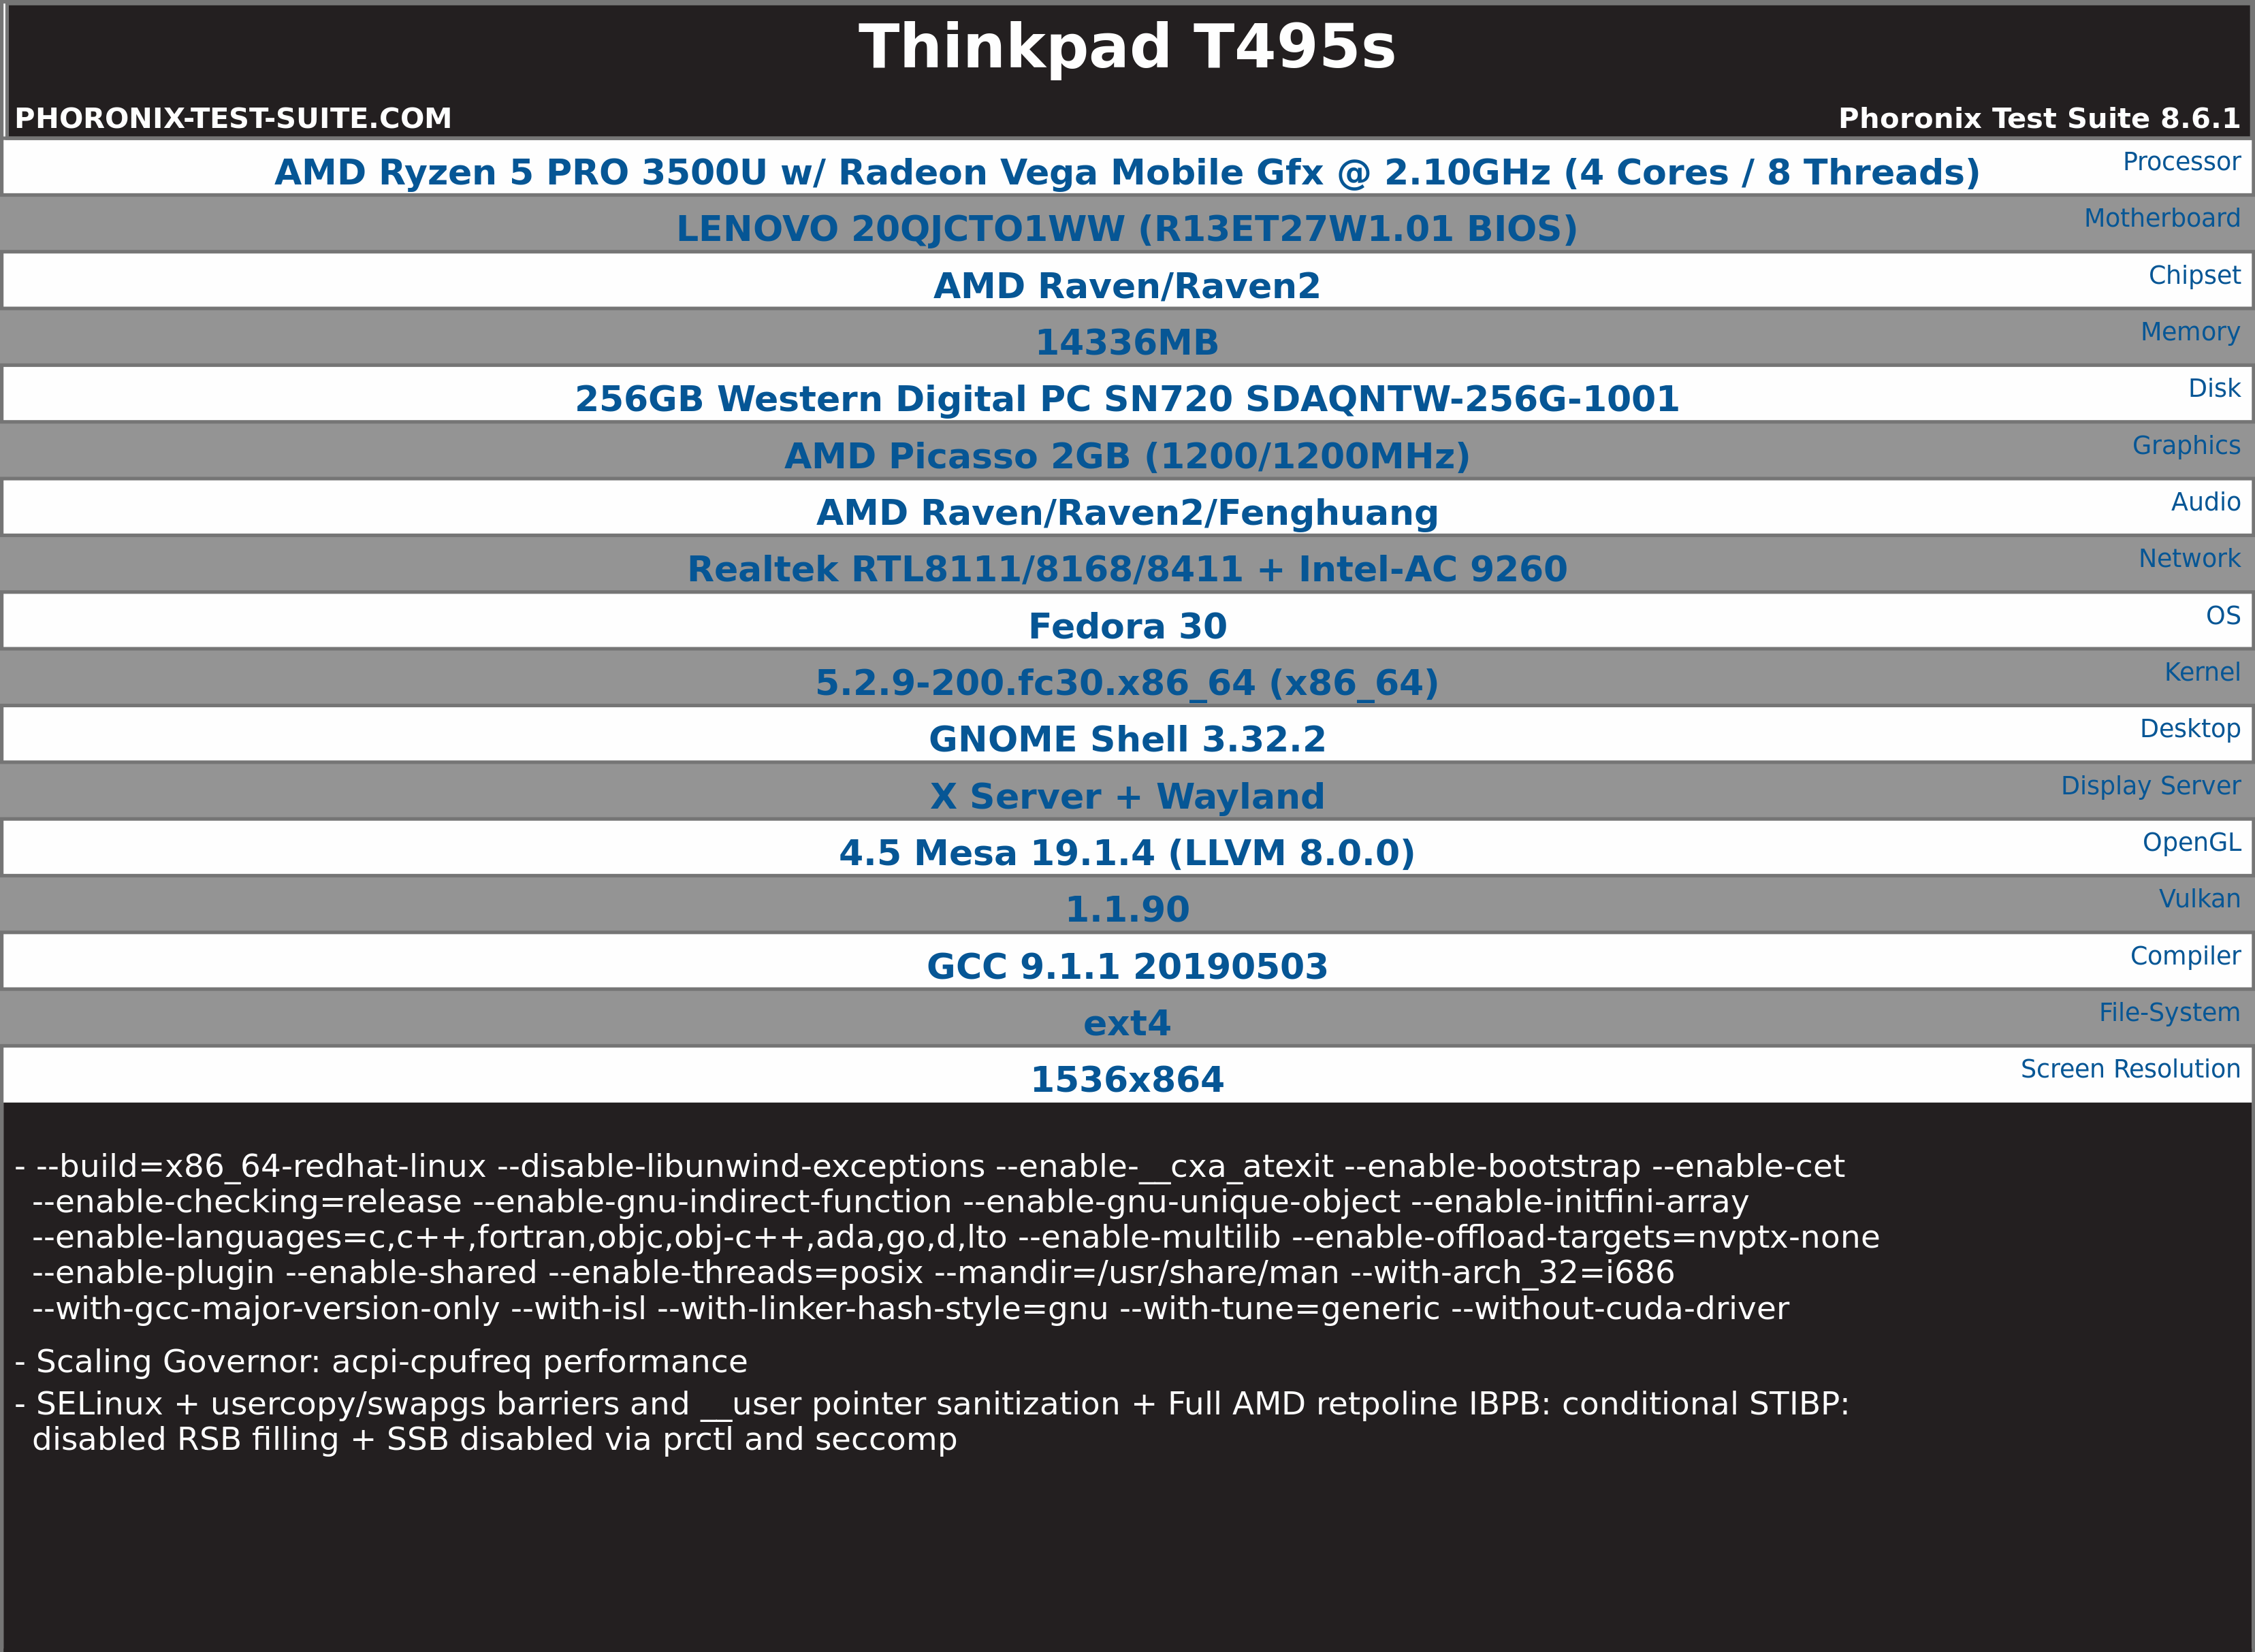 Thinkpad T495s
PHORONIX-TEST-SUITE.COM
Phoronix Test Suite 8.6.1
AMD Ryzen 5 PRO 3500U w/ Radeon Vega Mobile Gfx @ 2.10GHz (4 Cores / 8 Threads)
Processor
LENOVO 20QJCTO1WW (R13ET27W1.01 BIOS)
Motherboard
AMD Raven/Raven2
Chipset
14336MB
Memory
256GB Western Digital PC SN720 SDAQNTW-256G-1001
Disk
AMD Picasso 2GB (1200/1200MHz)
Graphics
AMD Raven/Raven2/Fenghuang
Audio
Realtek RTL8111/8168/8411 + Intel-AC 9260
Network
Fedora 30
OS
5.2.9-200.fc30.x86_64 (x86_64)
Kernel
GNOME Shell 3.32.2
Desktop
X Server + Wayland
Display Server
4.5 Mesa 19.1.4 (LLVM 8.0.0)
OpenGL
1.1.90
Vulkan
GCC 9.1.1 20190503
Compiler
ext4
File-System
1536x864
Screen Resolution
- --build=x86_64-redhat-linux --disable-libunwind-exceptions --enable-__cxa_atexit --enable-bootstrap --enable-cet
--enable-checking=release --enable-gnu-indirect-function --enable-gnu-unique-object --enable-initfini-array
--enable-languages=c,c++,fortran,objc,obj-c++,ada,go,d,lto --enable-multilib --enable-offload-targets=nvptx-none
--enable-plugin --enable-shared --enable-threads=posix --mandir=/usr/share/man --with-arch_32=i686
--with-gcc-major-version-only --with-isl --with-linker-hash-style=gnu --with-tune=generic --without-cuda-driver
- Scaling Governor: acpi-cpufreq performance
- SELinux + usercopy/swapgs barriers and __user pointer sanitization + Full AMD retpoline IBPB: conditional STIBP:
disabled RSB filling + SSB disabled via prctl and seccomp